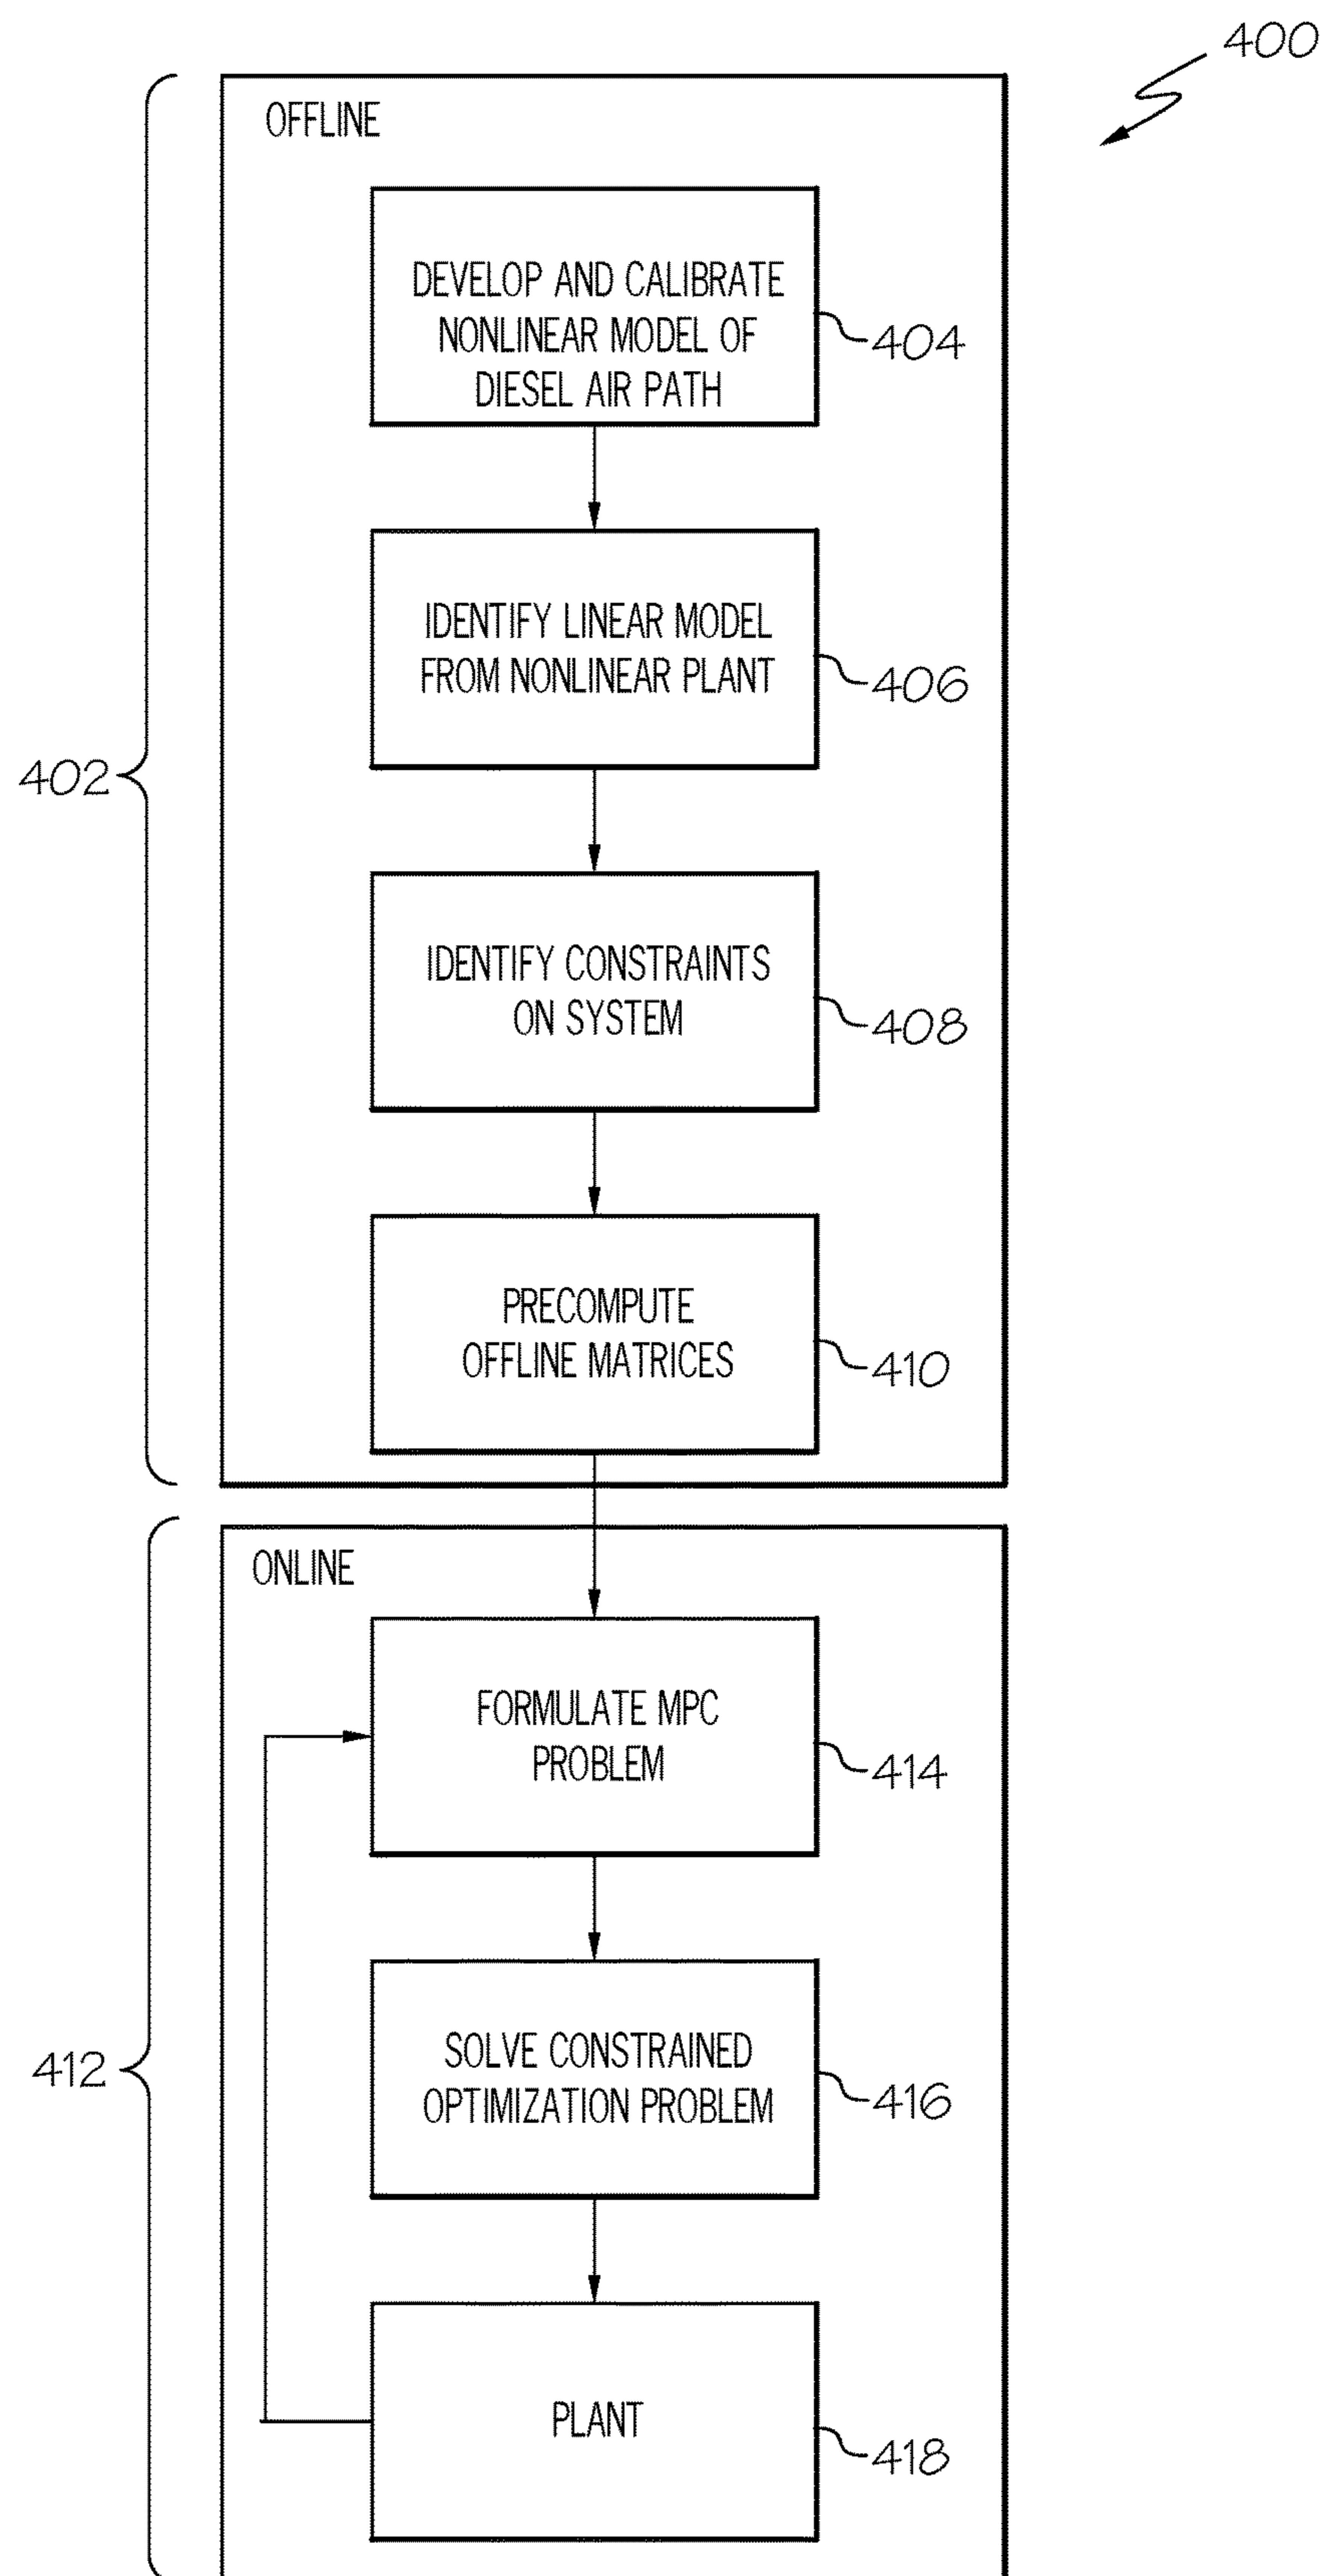 400
OFFLINE
DEVELOP AND CALIBRATE
NONLINEAR MODEL OF
DIESEL AIR PATH
404
IDENTIFY LINEAR MODEL
FROM NONLINEAR PLANT
406
402
IDENTIFY CONSTRAINTS
ON SYSTEM
408
PRECOMPUTE
OFFLINE MATRICES
410
ONLINE
FORMULATE MPC
PROBLEM
414
SOLVE CONSTRAINED
OPTIMIZATION PROBLEM
416
412
PLANT
418